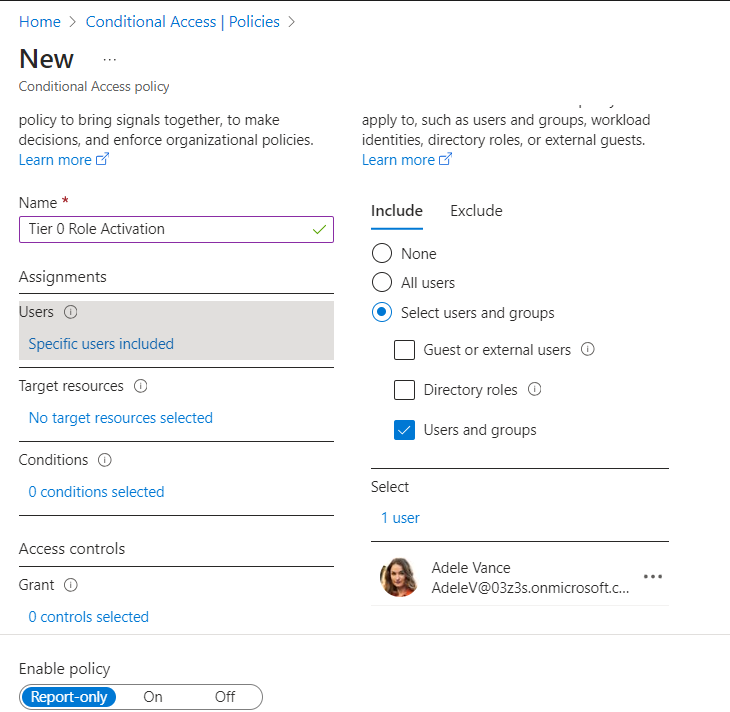 Home > Conditional Access | Policies >
New ...
Conditional Access policy
policy to bring signals together, to make
decisions, and enforce organizational policies.
Learn more
Name *
Tier 0 Role Activation
Assignments
Users
Specific users included
Target resources
No target resources selected
Conditions
0 conditions selected
Access controls
Grant
0 controls selected
apply to, such as users and groups, workload
identities, directory roles, or external guests.
Learn more
Include Exclude
None
All users
Select users and groups
Guest or external users
Directory roles
Users and groups
Select
1 user
Adele Vance
AdeleV@03z3s.onmicrosoft.c...
Enable policy
Report-only On Off